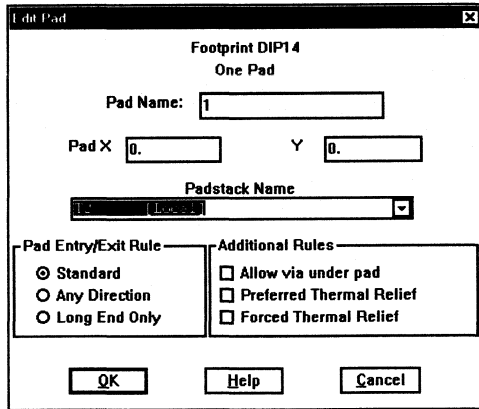 Edit Pad
Footprint DIP14
One Pad
Pad Name: 1
Pad X 0. Y 0.
Padstack Name
[Local]
Pad Entry/Exit Rule
Standard
Any Direction
Long End Only
Additional Rules
Allow via under pad
Preferred Thermal Relief
Forced Thermal Relief
OK Help Cancel